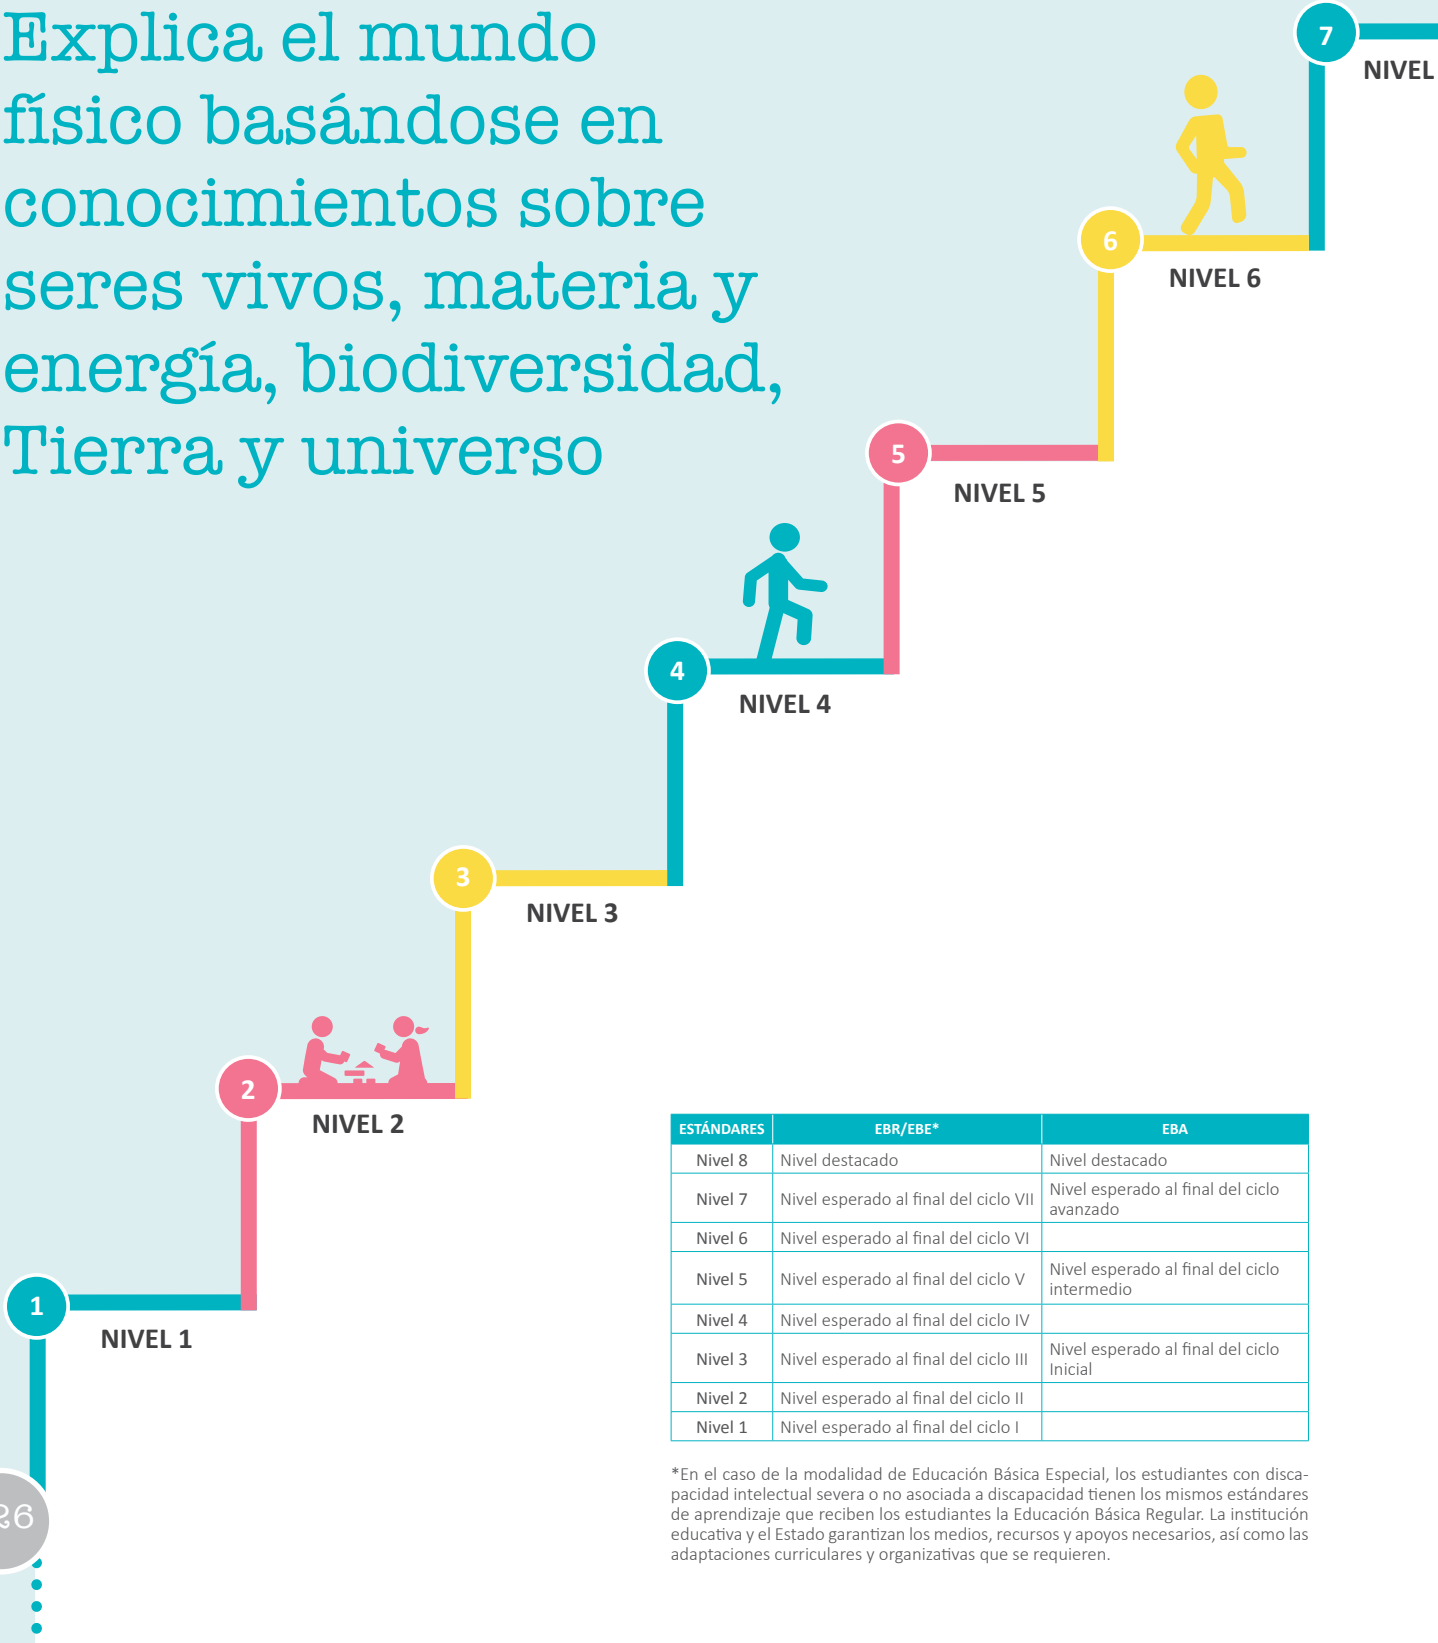 Explica el mundo
físico basándose en
conocimientos sobre
seres vivos, materia y
energía, biodiversidad,
Tierra y universo
7
NIVEL
6
NIVEL 6
5
NIVEL 5
4
NIVEL 4
3
NIVEL 3
2
NIVEL 2
1
NIVEL 1
ESTÁNDARES EBR/EBE* EBA
Nivel 8 Nivel destacado Nivel destacado
Nivel 7 Nivel esperado al final del ciclo VII Nivel esperado al final del ciclo
avanzado
Nivel 6 Nivel esperado al final del ciclo VI
Nivel 5 Nivel esperado al final del ciclo V Nivel esperado al final del ciclo
intermedio
Nivel 4 Nivel esperado al final del ciclo IV
Nivel 3 Nivel esperado al final del ciclo III Nivel esperado al final del ciclo
Inicial
Nivel 2 Nivel esperado al final del ciclo II
Nivel 1 Nivel esperado al final del ciclo I
*En el caso de la modalidad de Educación Básica Especial, los estudiantes con disca-
pacidad intelectual severa o no asociada a discapacidad tienen los mismos estándares
de aprendizaje que reciben los estudiantes la Educación Básica Regular. La institución
educativa y el Estado garantizan los medios, recursos y apoyos necesarios, así como las
adaptaciones curriculares y organizativas que se requieren.